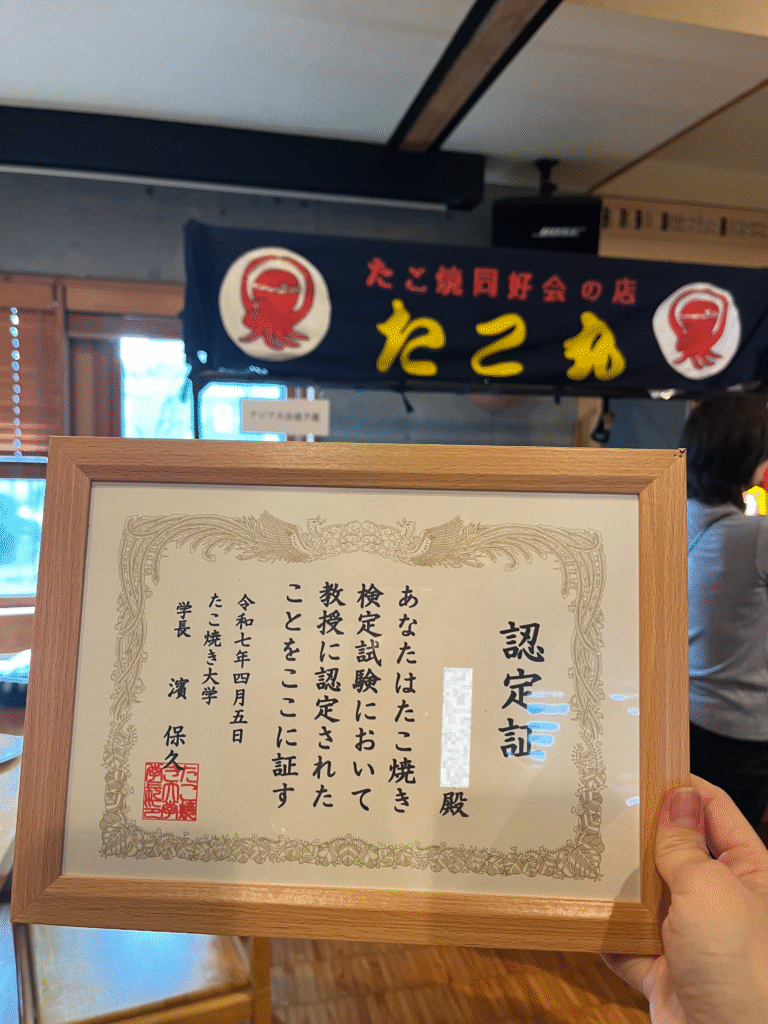 BOSE
たこ焼同好会の店
たこ丸
認定証
殿
あなたはたこ焼き
検定試験において
教授に認定された
ことをここに証す
令和七年四月五日
たこ焼き大学
学長 濱 保久